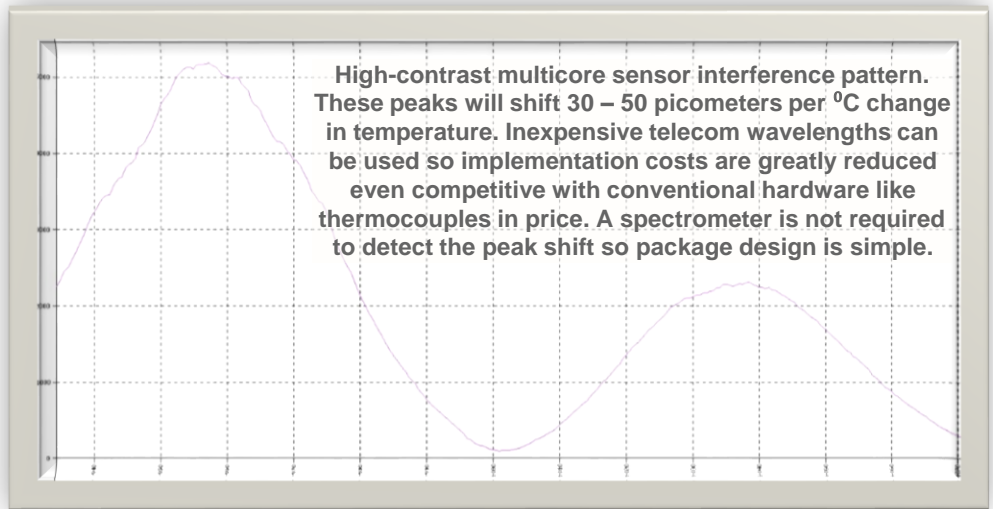 High-contrast multicore sensor interference pattern.
These peaks will shift 30 – 50 picometers per ⁰C change
in temperature. Inexpensive telecom wavelengths can
be used so implementation costs are greatly reduced
even competitive with conventional hardware like
thermocouples in price. A spectrometer is not required
to detect the peak shift so package design is simple.
0